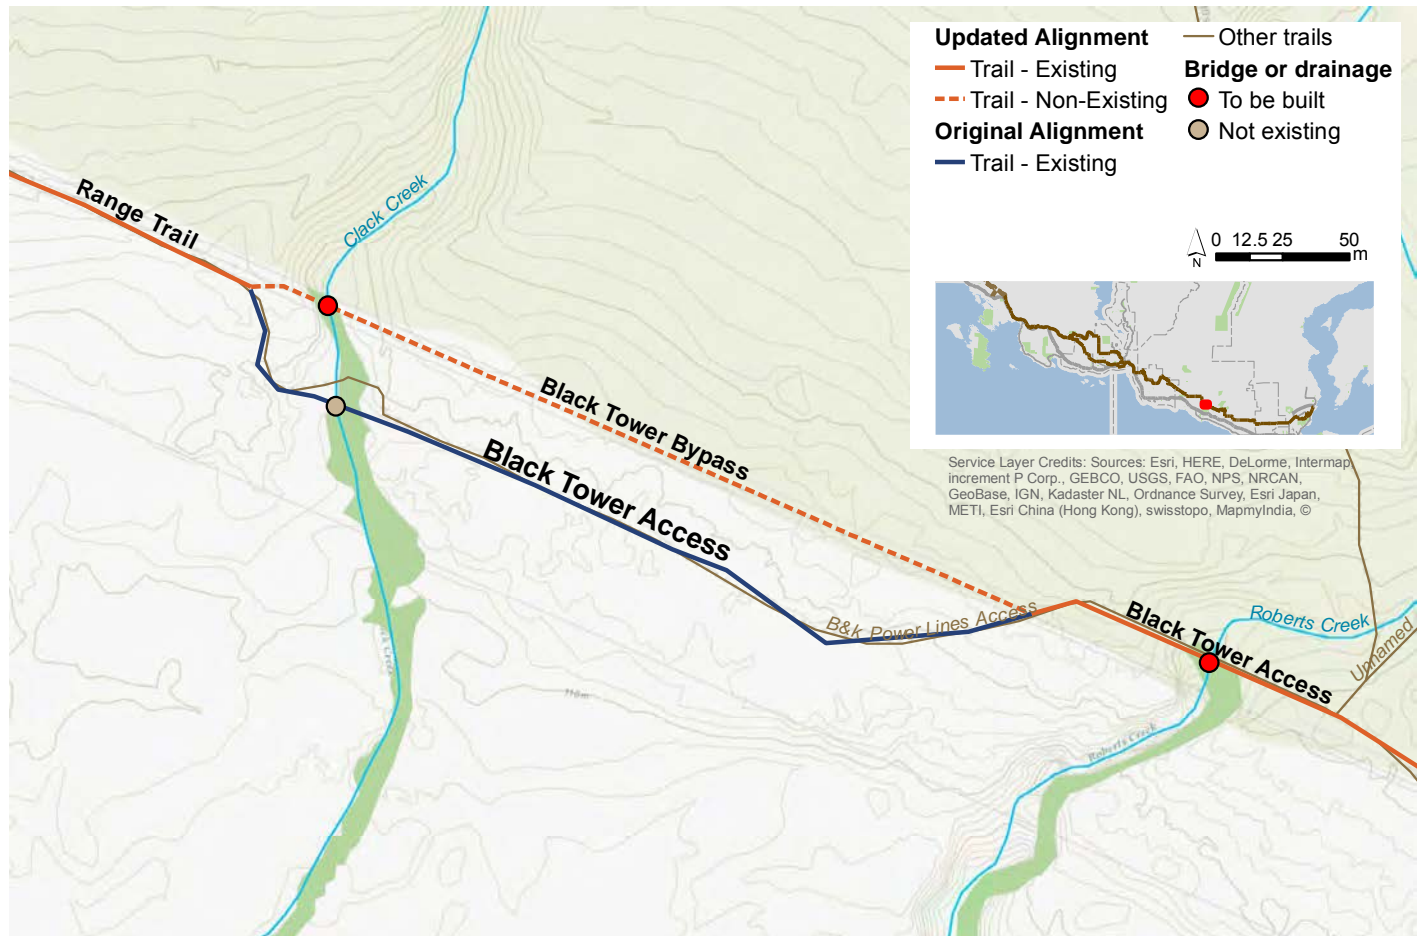 Updated Alignment
Trail - Existing
Trail - Non-Existing
Original Alignment
Trail - Existing
Other trails
Bridge or drainage
To be built
Not existing
N
0 12.5 25 50
m
Service Layer Credits: Sources: Esri, HERE, DeLorme, Intermap,
increment P Corp., GEBCO, USGS, FAO, NPS, NRCAN,
GeoBase, IGN, Kadaster NL, Ordnance Survey, Esri Japan,
METI, Esri China (Hong Kong), swisstopo, MapmyIndia, ©
Range Trail
Clack Creek
Black Tower Bypass
Black Tower Access
B&k Power Lines Access
Black Tower Access
Roberts Creek
Unnamed
Roberts Creek